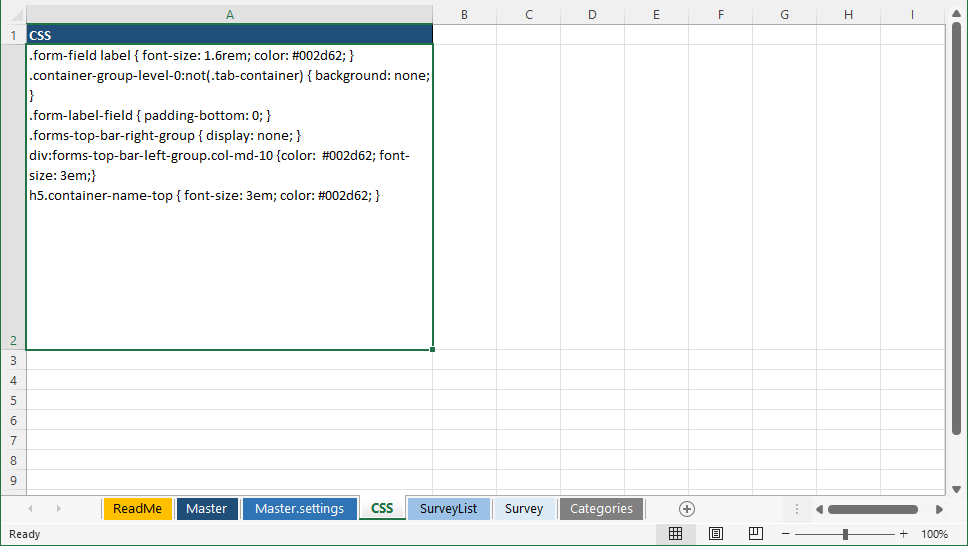 A B C D E F G H I
1 CSS
.form-field label { font-size: 1.6rem; color: #002d62; }
.container-group-level-0:not(.tab-container) { background: none;
}
.form-label-field { padding-bottom: 0; }
.forms-top-bar-right-group { display: none; }
div:forms-top-bar-left-group.col-md-10 {color:  #002d62; font-
size: 3em;}
h5.container-name-top { font-size: 3em; color: #002d62; }
2
3
4
5
6
7
8
9
ReadMe Master Master.settings CSS SurveyList Survey Categories
Ready 100%